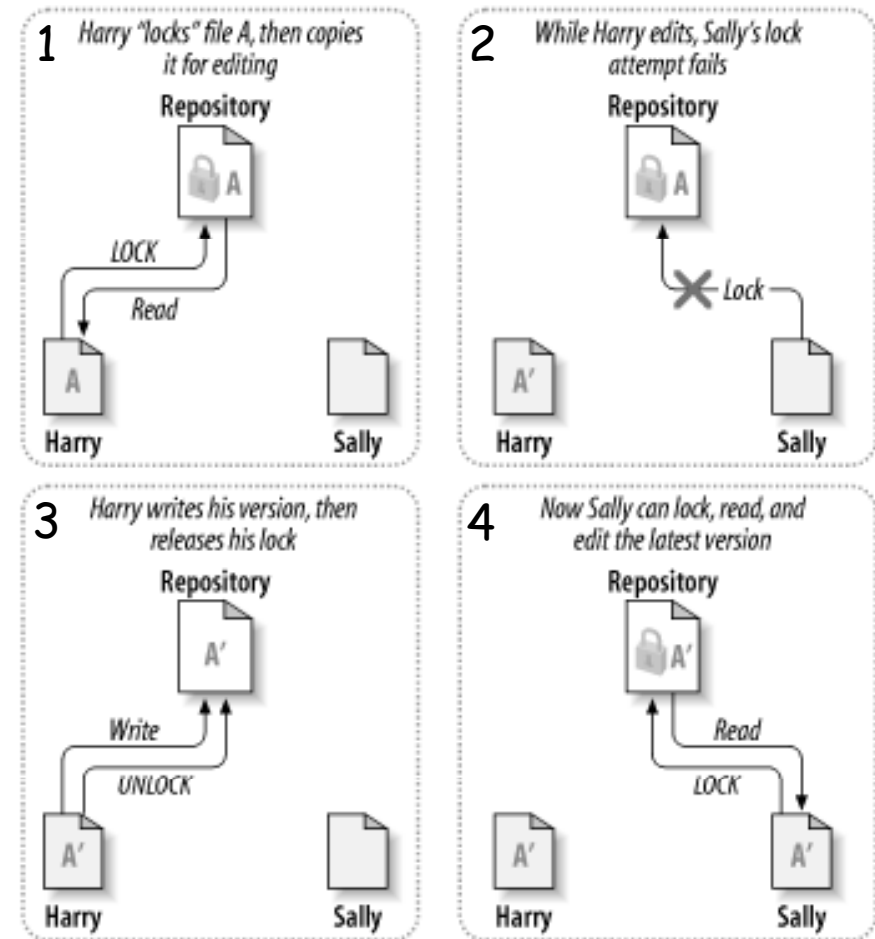 1
Harry "locks" file A, then copies
it for editing
Repository
A
LOCK
Read
A
Harry
Sally
2
While Harry edits, Sally's lock
attempt fails
Repository
A
Lock
A′
Harry
Sally
3
Harry writes his version, then
releases his lock
Repository
A′
Write
UNLOCK
A′
Harry
Sally
4
Now Sally can lock, read, and
edit the latest version
Repository
A′
Read
LOCK
A′
A′
Harry
Sally